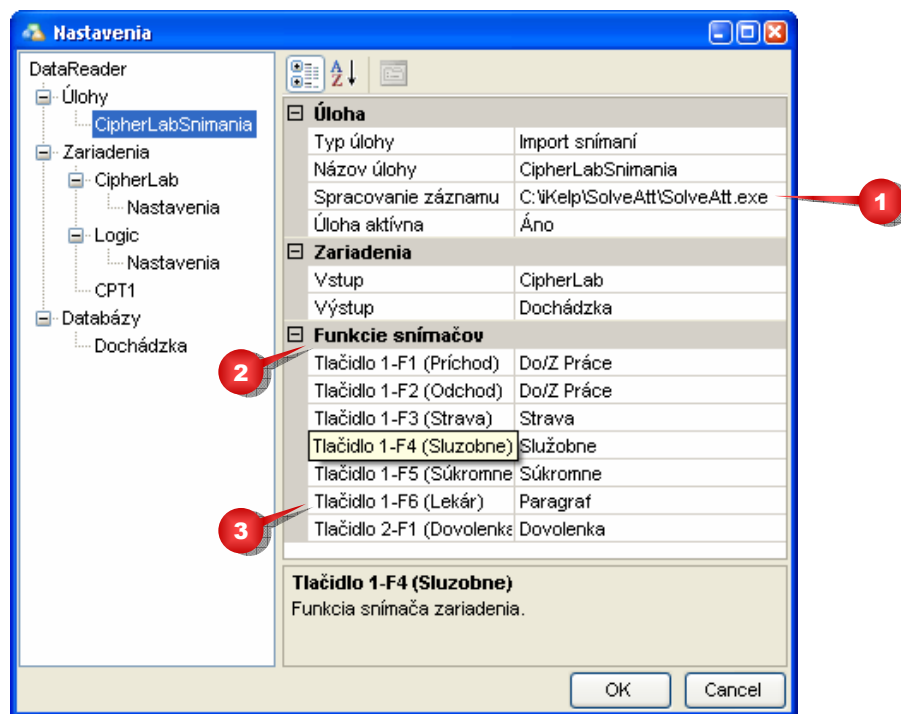 Nastavenia
DataReader
Úlohy
CipherLabSnimania
Zariadenia
CipherLab
Nastavenia
Logic
Nastavenia
CPT1
Databázy
Dochádzka
Úloha
Typ úlohy Import snímaní
Názov úlohy CipherLabSnimania
Spracovanie záznamu C:\iKelp\SolveAtt\SolveAtt.exe
Úloha aktívna Áno
Zariadenia
Vstup CipherLab
Výstup Dochádzka
Funkcie snímačov
Tlačidlo 1-F1 (Príchod) Do/Z Práce
Tlačidlo 1-F2 (Odchod) Do/Z Práce
Tlačidlo 1-F3 (Strava) Strava
Tlačidlo 1-F4 (Sluzobne) Služobne
Tlačidlo 1-F5 (Súkromne Súkromne
Tlačidlo 1-F6 (Lekár) Paragraf
Tlačidlo 2-F1 (Dovolenka Dovolenka
Tlačidlo 1-F4 (Sluzobne)
Funkcia snímača zariadenia.
OK Cancel
1
2
3